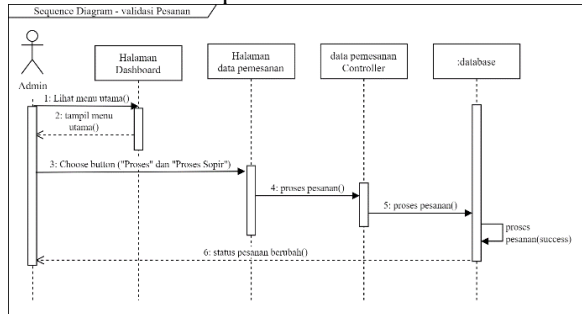 Sequence Diagram - validasi Pesanan
Admin
Halaman
Dashboard
Halaman
data pemesanan
data pemesanan
Controller
:database
1: Lihat menu utama()
2: tampil menu
utama()
3: Choose button ("Proses" dan "Proses Sopir")
4: proses pesanan()
5: proses pesanan()
proses
pesanan(success)
6: status pesanan berubah()